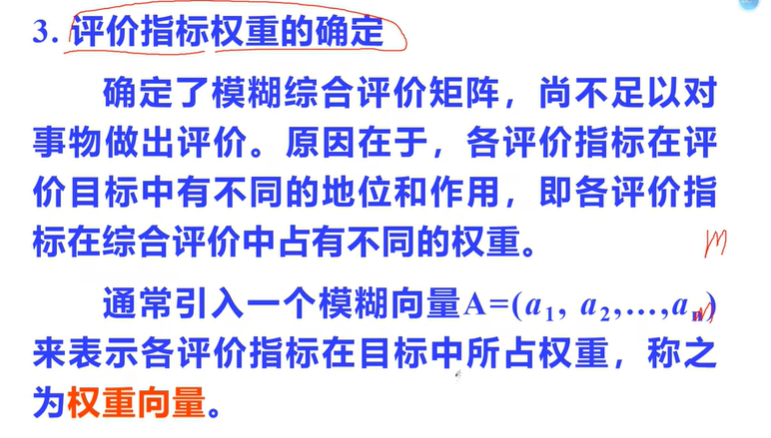 3. 评价指标权重的确定
确定了模糊综合评价矩阵，尚不足以对
事物做出评价。原因在于，各评价指标在评
价目标中有不同的地位和作用，即各评价指
标在综合评价中占有不同的权重。
m
通常引入一个模糊向量A=(a₁, a₂,…,aₙ)
来表示各评价指标在目标中所占权重，称之
为权重向量。